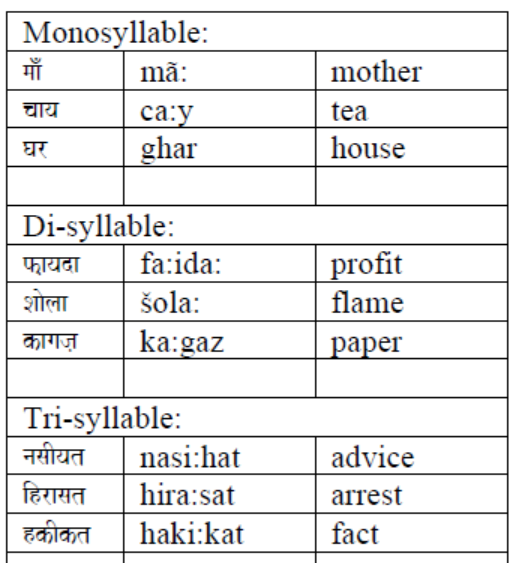 Monosyllable:
माँ mã: mother
चाय ca:y tea
घर ghar house
Di-syllable:
फ़ायदा fa:ida: profit
शोला šola: flame
कागज़ ka:gaz paper
Tri-syllable:
नसीयत nasi:hat advice
हिरासत hira:sat arrest
हकीकत haki:kat fact